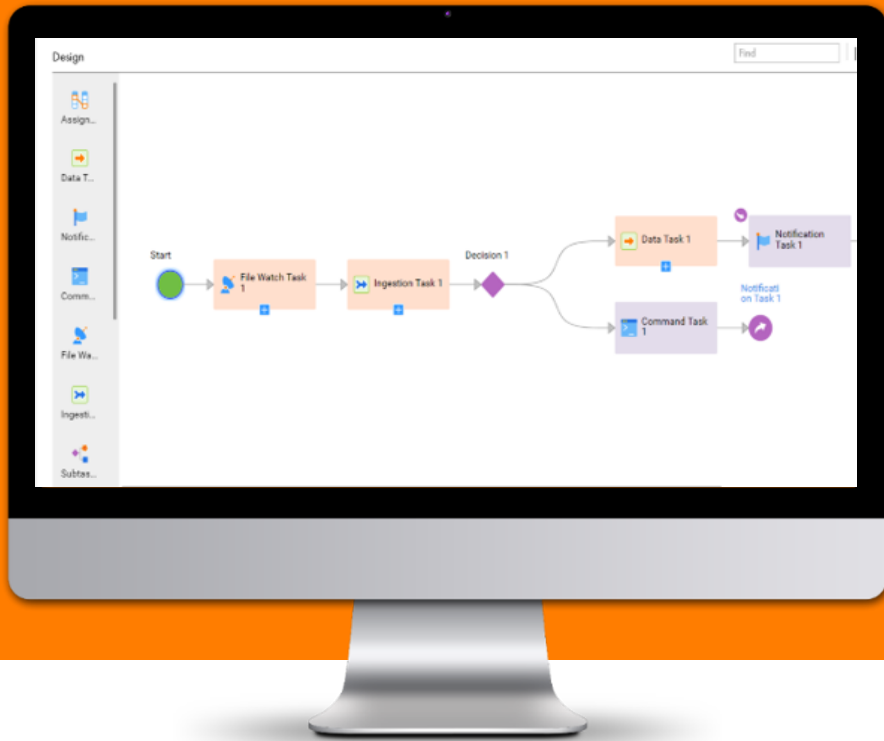 Design
Find
Assign...
Data T...
Notific...
Comm...
File Wa...
Ingesti...
Subtas...
Start
File Watch Task
1
Ingestion Task 1
Decision 1
Data Task 1
Notification
Task 1
Command Task
1
Notificati
on Task 1